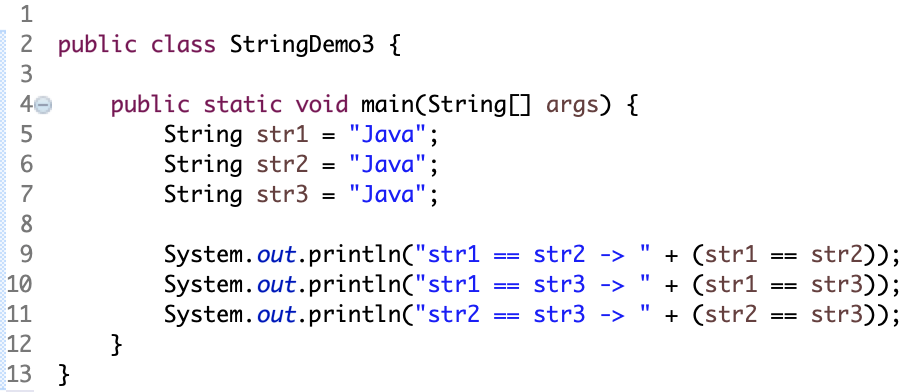 1
2 public class StringDemo3 {
3
4 public static void main(String[] args) {
5 String str1 = "Java";
6 String str2 = "Java";
7 String str3 = "Java";
8
9 System.out.println("str1 == str2 -> " + (str1 == str2));
10 System.out.println("str1 == str3 -> " + (str1 == str3));
11 System.out.println("str2 == str3 -> " + (str2 == str3));
12 }
13 }